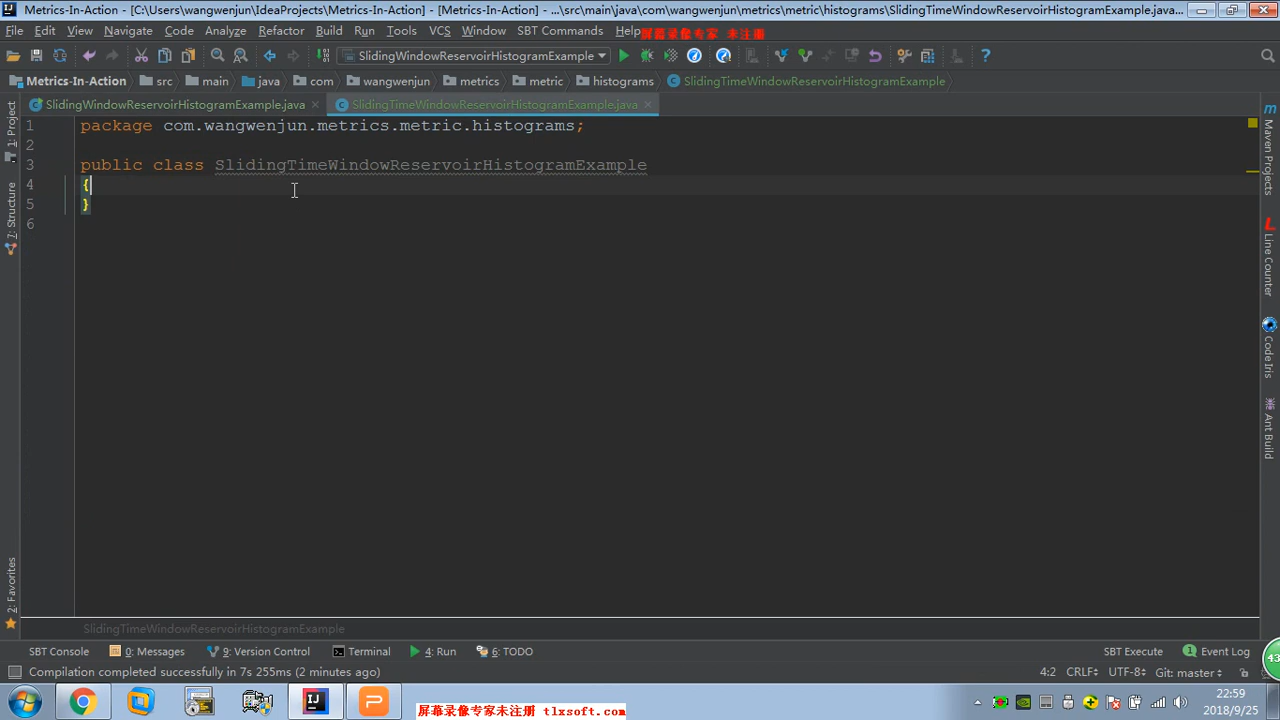 Metrics-In-Action - [C:\Users\wangwenjun\IdeaProjects\Metrics-In-Action] - [Metrics-In-Action] - ...\src\main\java\com\wangwenjun\metrics\metric\histograms\SlidingTimeWindowReservoirHistogramExample.java...
File Edit View Navigate Code Analyze Refactor Build Run Tools VCS Window SBT Commands Help
屏幕录像专家 未注册
SlidingWindowReservoirHistogramExample
Metrics-In-Action src main java com wangwenjun metrics metric histograms SlidingTimeWindowReservoirHistogramExample
SlidingWindowReservoirHistogramExample.java SlidingTimeWindowReservoirHistogramExample.java
1 package com.wangwenjun.metrics.metric.histograms;
2
3 public class SlidingTimeWindowReservoirHistogramExample
4 {
5 }
6
1: Project
7: Structure
2: Favorites
Maven Projects
Line Counter
Code Iris
Ant Build
SlidingTimeWindowReservoirHistogramExample
SBT Console 0: Messages 9: Version Control Terminal 4: Run 6: TODO SBT Execute 1 Event Log
Compilation completed successfully in 7s 255ms (2 minutes ago) 4:2 CRLF÷ UTF-8÷ Git: master÷
43
22:59
2018/9/25
屏幕录像专家未注册 tlxsoft.com